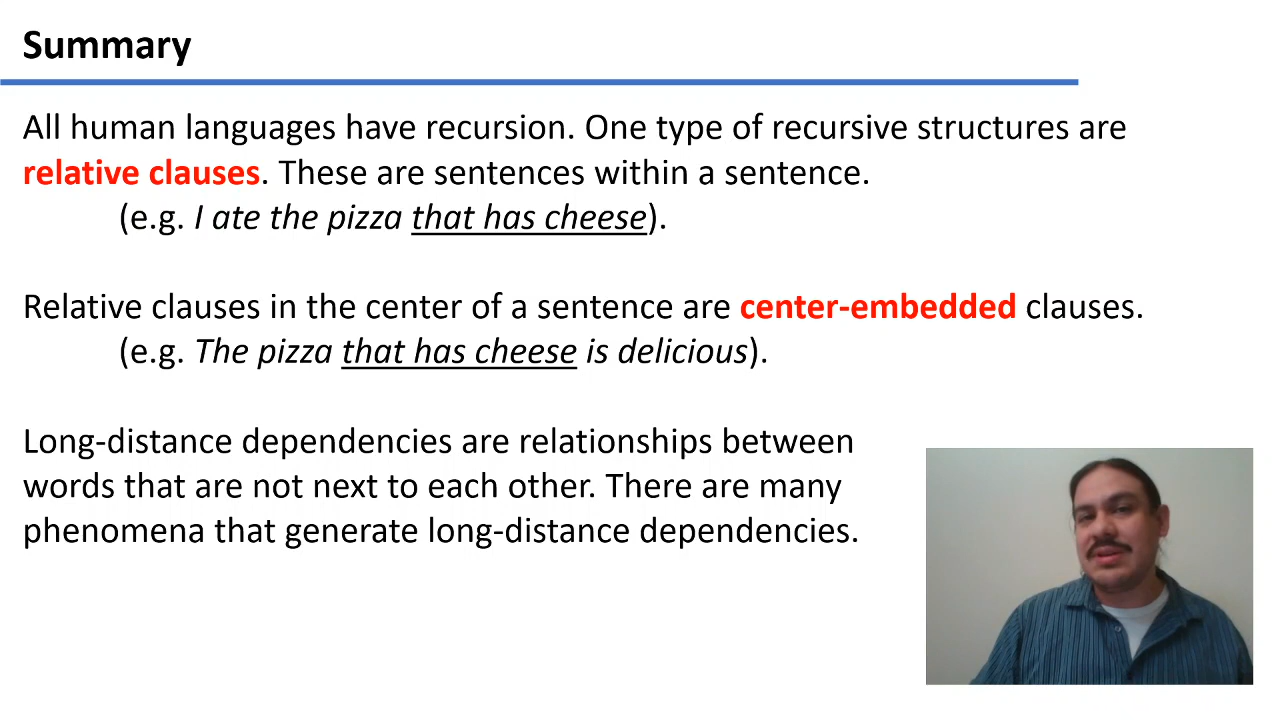 Summary
All human languages have recursion. One type of recursive structures are
relative clauses. These are sentences within a sentence.
(e.g. I ate the pizza that has cheese).
Relative clauses in the center of a sentence are center-embedded clauses.
(e.g. The pizza that has cheese is delicious).
Long-distance dependencies are relationships between
words that are not next to each other. There are many
phenomena that generate long-distance dependencies.